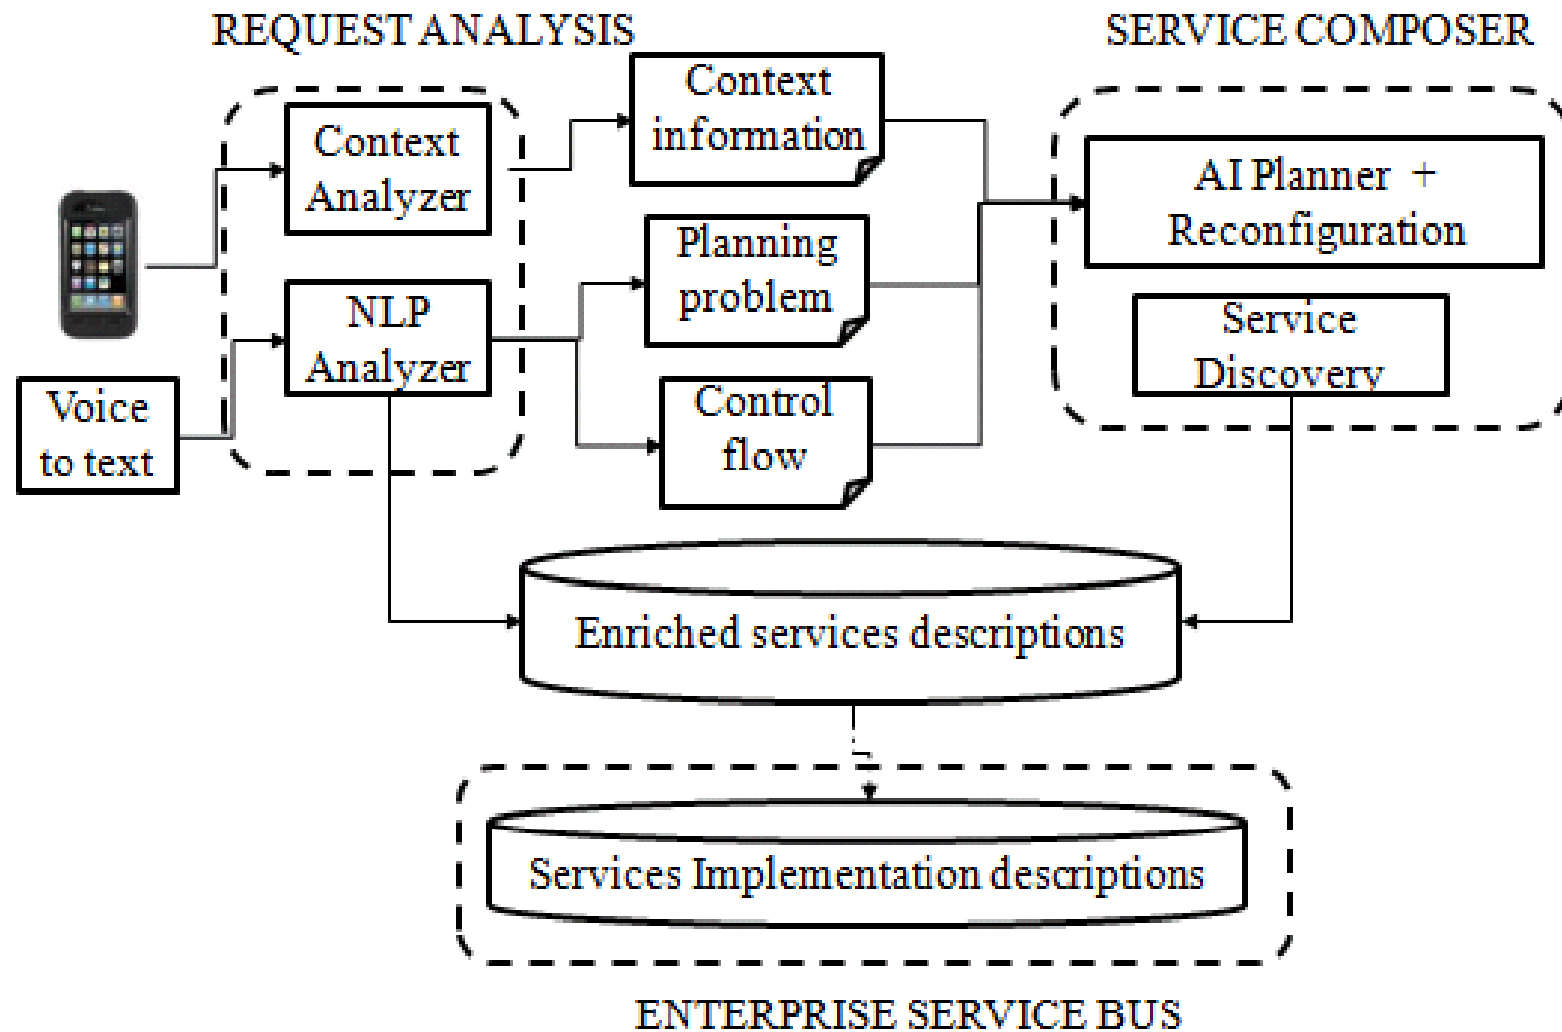 REQUEST ANALYSIS
SERVICE COMPOSER
Context
Analyzer
Context
information
AI Planner +
Reconfiguration
NLP
Analyzer
Planning
problem
Service
Discovery
Voice
to text
Control
flow
Enriched services descriptions
Services Implementation descriptions
ENTERPRISE SERVICE BUS